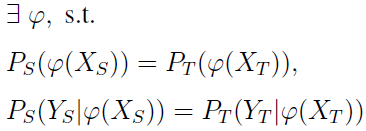 ∃ φ, s.t.
P_S(φ(X_S)) = P_T(φ(X_T)),
P_S(Y_S|φ(X_S)) = P_T(Y_T|φ(X_T))